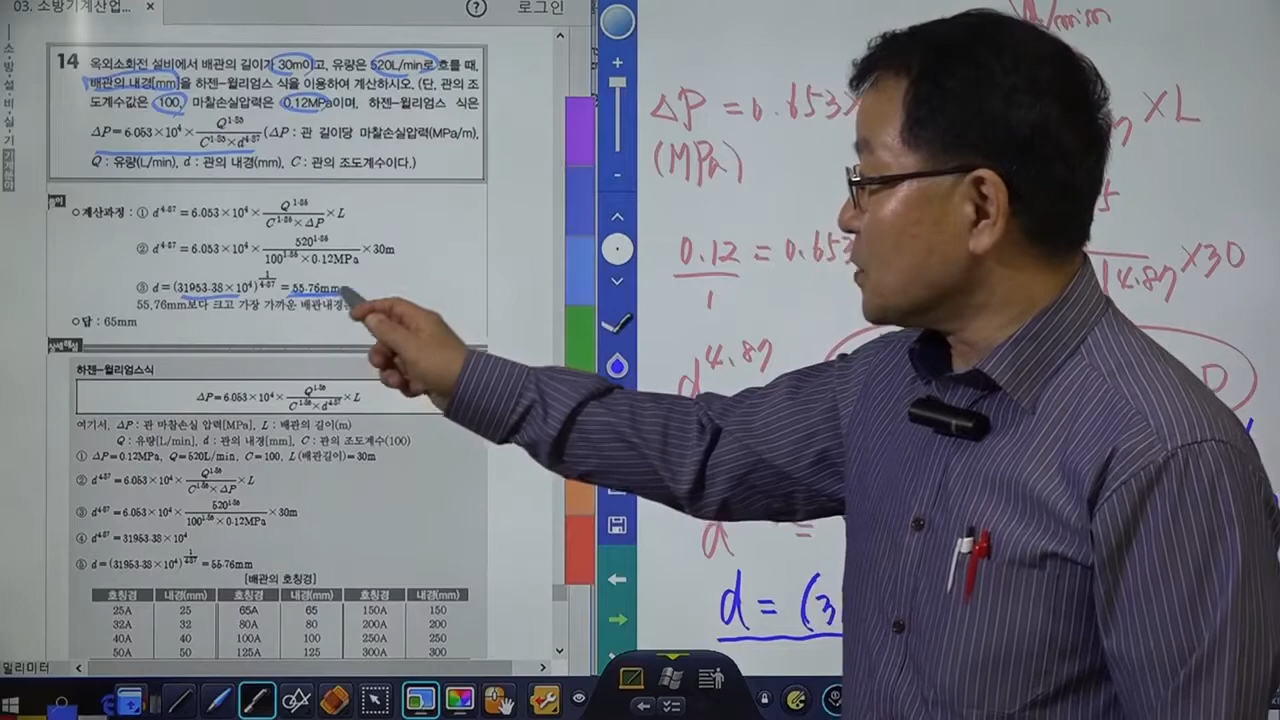 03. 소방기계산업...
로그인
소·방·설·비·실·기
기계분야
14 옥외소화전 설비에서 배관의 길이가 30m이고, 유량은 520L/min로 흐를 때,
배관의 내경[mm]을 하젠-윌리엄스 식을 이용하여 계산하시오. (단, 관의 조
도계수값은 100, 마찰손실압력은 0.12MPa이며, 하젠-윌리엄스 식은
ΔP=6.053×10⁴×Q^1.85/(C^1.85×d^4.87) (ΔP : 관 길이당 마찰손실압력(MPa/m),
Q : 유량(L/min), d : 관의 내경(mm), C : 관의 조도계수이다.)
○계산과정 : ① d^4.87=6.053×10⁴×Q^1.85/(C^1.85×ΔP)×L
② d^4.87=6.053×10⁴×520^1.85/(100^1.85×0.12MPa)×30m
③ d=(31953.38×10⁴)^(1/4.87)=55.76mm
55.76mm보다 크고 가장 가까운 배관내경은
○답 : 65mm
상세해설
하젠-윌리엄스식
ΔP=6.053×10⁴×Q^1.85/(C^1.85×d^4.87)×L
여기서, ΔP : 관 마찰손실 압력[MPa], L : 배관의 길이(m)
Q : 유량[L/min], d : 관의 내경[mm], C : 관의 조도계수(100)
① ΔP=0.12MPa, Q=520L/min, C=100, L(배관길이)=30m
② d^4.87=6.053×10⁴×Q^1.85/(C^1.85×ΔP)×L
③ d^4.87=6.053×10⁴×520^1.85/(100^1.85×0.12MPa)×30m
④ d^4.87=31953.38×10⁴
⑤ d=(31953.38×10⁴)^(1/4.87)=55.76mm
[배관의 호칭경]
호칭경 내경(mm) 호칭경 내경(mm) 호칭경 내경(mm)
25A 25 65A 65 150A 150
32A 32 80A 80 200A 200
40A 40 100A 100 250A 250
50A 50 125A 125 300A 300
밀리미터
/min
ΔP = 0.653× ×L
(MPa)
0.12/1 = 0.653 4.87 ×30
d^4.87
d =
d = (3